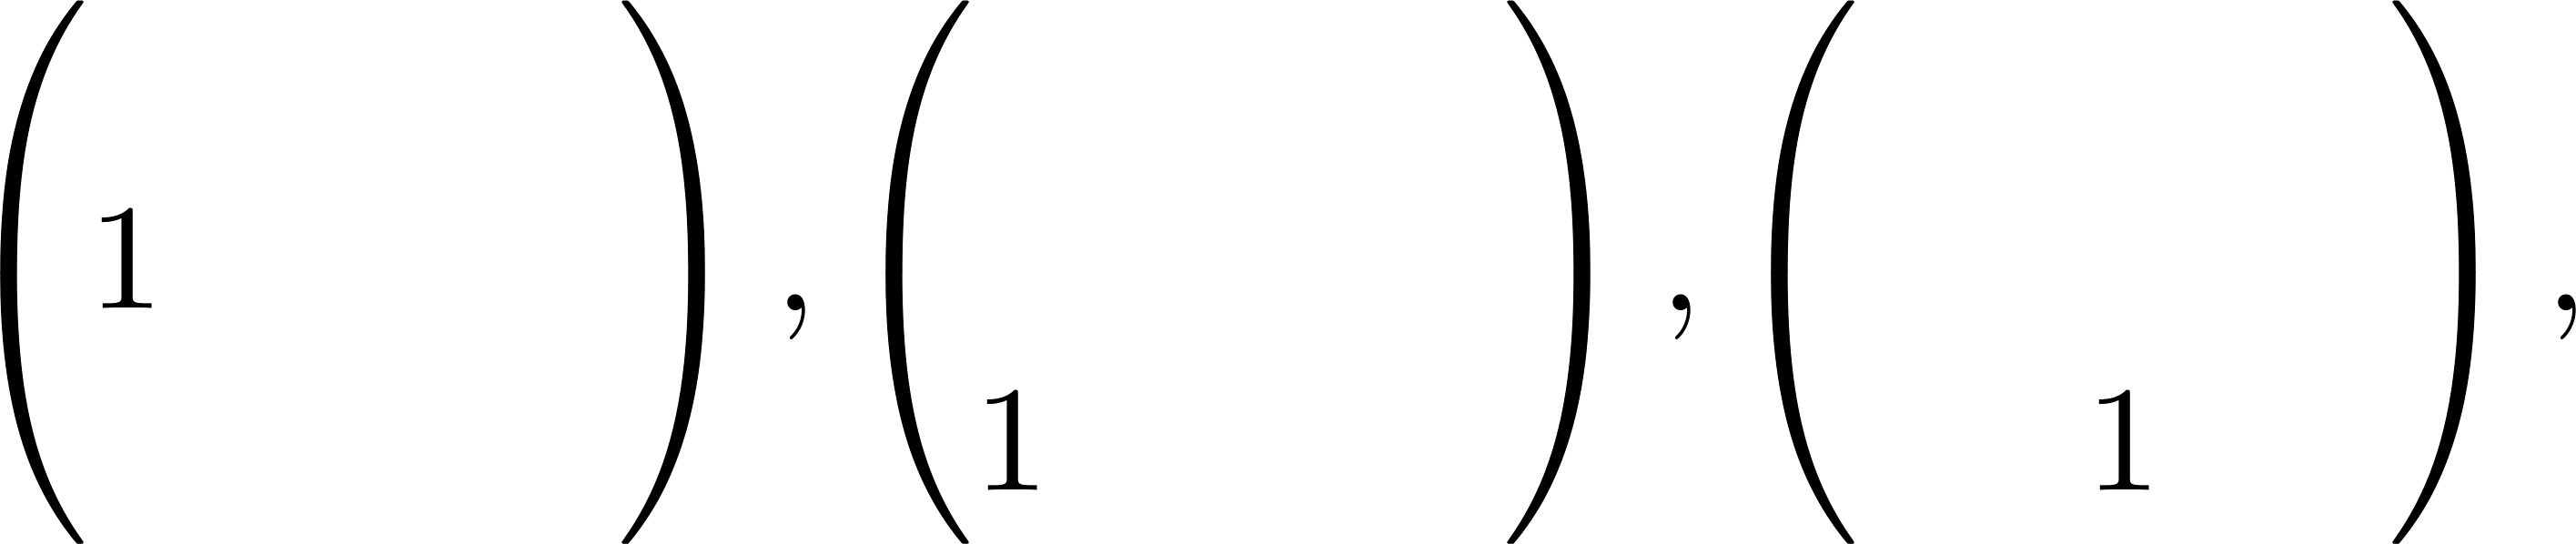 ( 1 ) , ( 1 ) , ( 1 ) ,